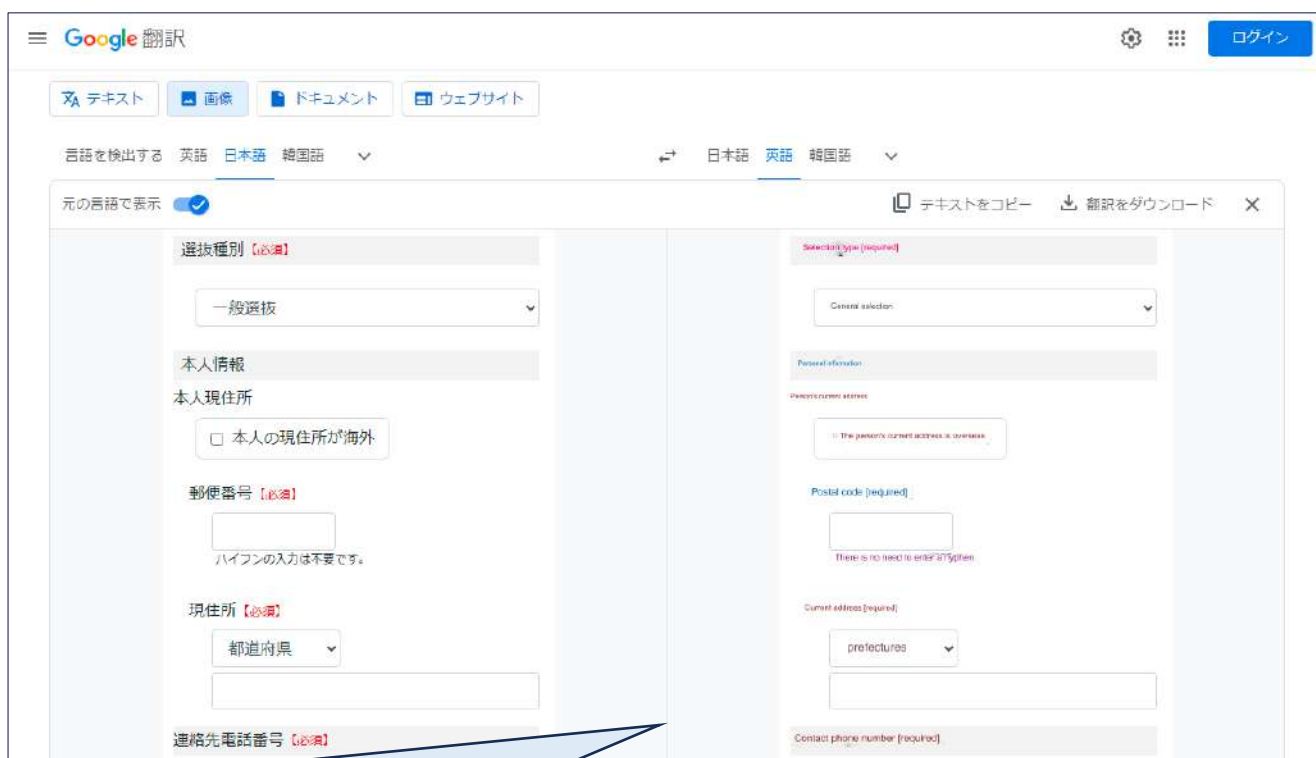 Google 翻訳
ログイン
テキスト 画像 ドキュメント ウェブサイト
言語を検出する 英語 日本語 韓国語
日本語 英語 韓国語
元の言語で表示
テキストをコピー 翻訳をダウンロード
選抜種別【必須】
一般選抜
本人情報
本人現住所
本人の現住所が海外
郵便番号【必須】
ハイフンの入力は不要です。
現住所【必須】
都道府県
連絡先電話番号【必須】
Selection type [required]
General selection
Personal information
Person's current address
The person's current address is overseas
Postal code [required]
There is no need to enter a hyphen
Current address [required]
prefectures
Contact phone number [required]